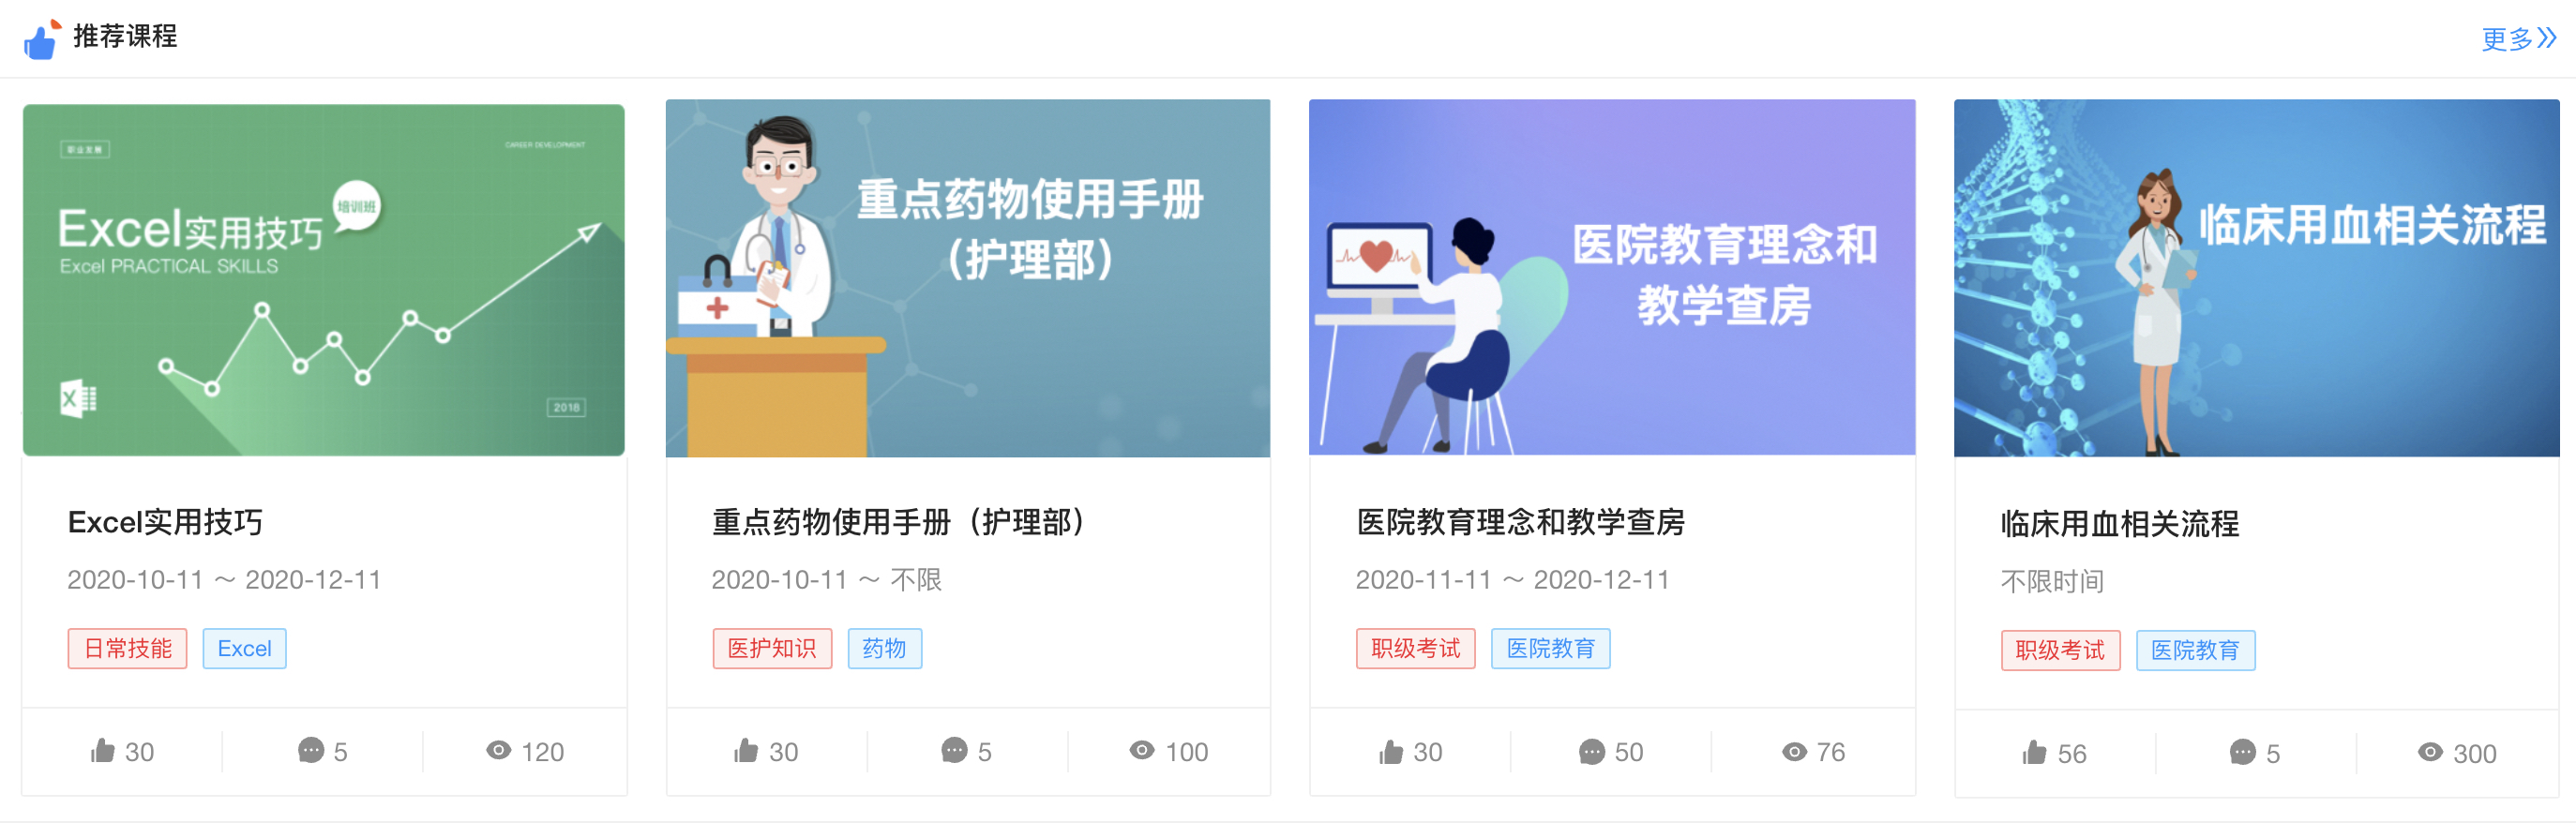 推荐课程
更多
职业发展
CAREER DEVELOPMENT
培训班
Excel实用技巧
Excel PRACTICAL SKILLS
X
2018
Excel实用技巧
2020-10-11 ～ 2020-12-11
日常技能
Excel
30
5
120
重点药物使用手册
（护理部）
重点药物使用手册（护理部）
2020-10-11 ～ 不限
医护知识
药物
30
5
100
医院教育理念和
教学查房
医院教育理念和教学查房
2020-11-11 ～ 2020-12-11
职级考试
医院教育
30
50
76
临床用血相关流程
临床用血相关流程
不限时间
职级考试
医院教育
56
5
300